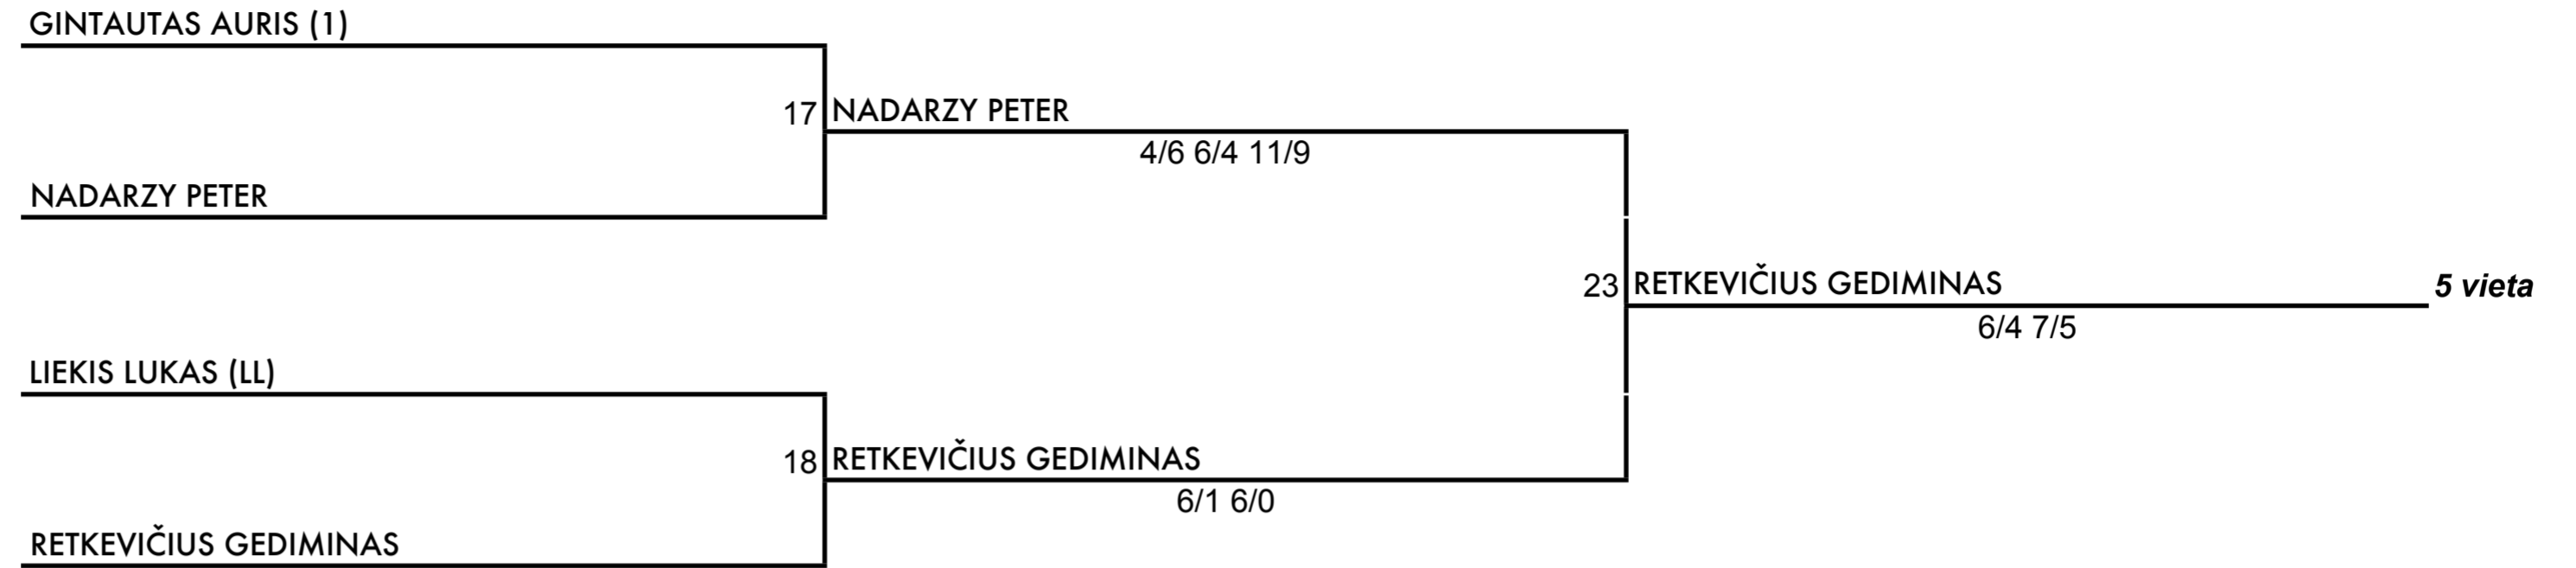 GINTAUTAS AURIS (1)
17 NADARZY PETER
4/6 6/4 11/9
NADARZY PETER
23 RETKEVIČIUS GEDIMINAS 5 vieta
6/4 7/5
LIEKIS LUKAS (LL)
18 RETKEVIČIUS GEDIMINAS
6/1 6/0
RETKEVIČIUS GEDIMINAS